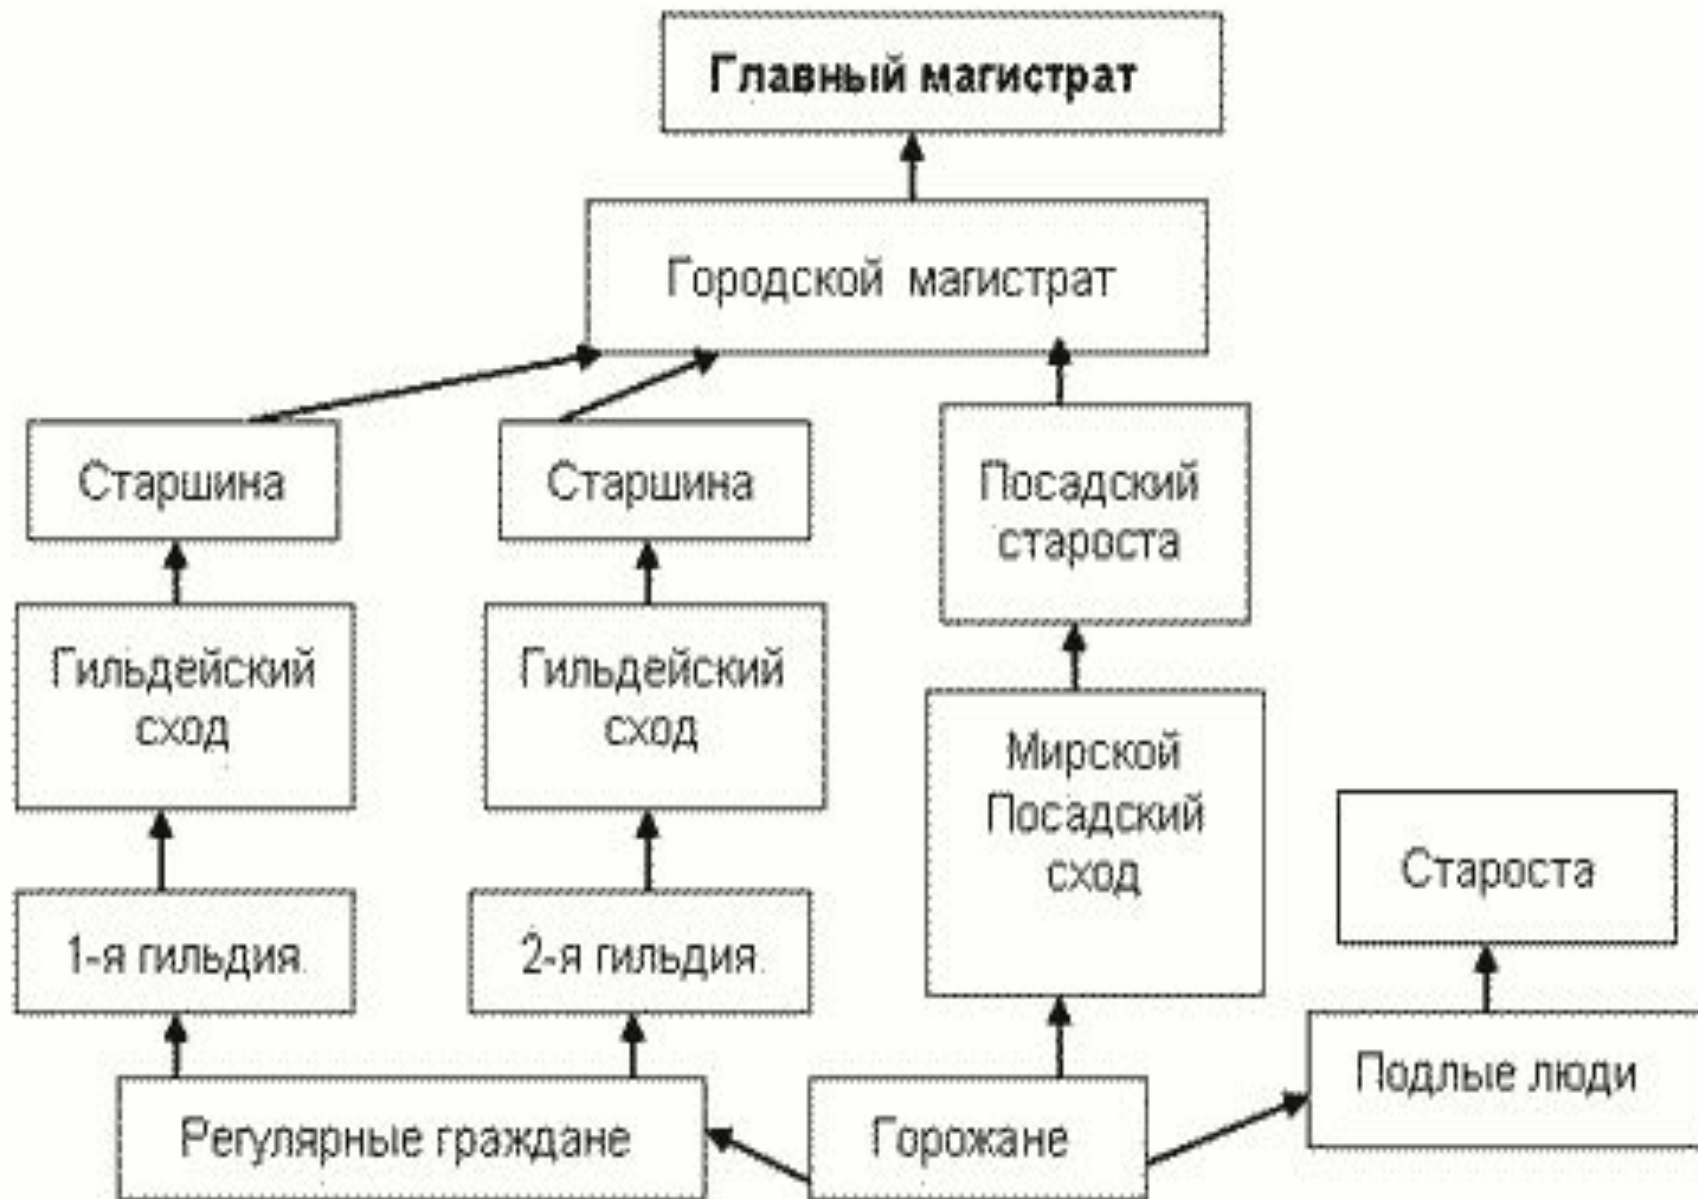 Главный магистрат
Городской магистрат
Старшина
Старшина
Посадский
староста
Гильдейский
сход
Гильдейский
сход
Мирской
Посадский
сход
Староста
1-я гильдия.
2-я гильдия.
Подлые люди
Регулярные граждане
Горожане